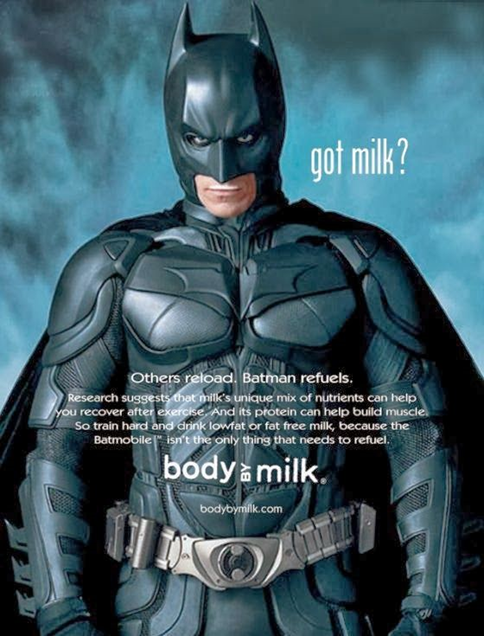 got milk?
Others reload. Batman refuels.
Research suggests that milk's unique mix of nutrients can help
you recover after exercise. And its protein can help build muscle.
So train hard and drink lowfat or fat free milk, because the
Batmobile™ isn't the only thing that needs to refuel.
body BY milk®
bodybymilk.com